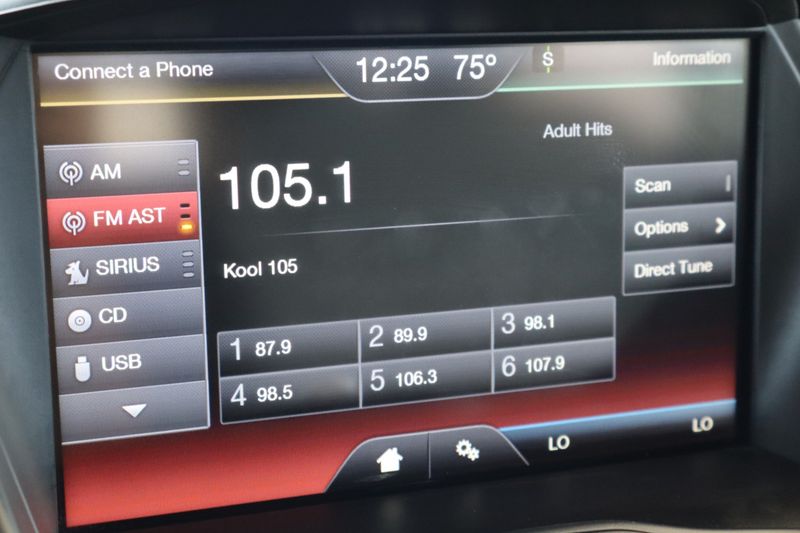 Connect a Phone
12:25 75°
S
Information
Adult Hits
AM
FM AST
SIRIUS
CD
USB
105.1
Kool 105
Scan
Options
Direct Tune
1 87.9
2 89.9
3 98.1
4 98.5
5 106.3
6 107.9
LO
LO